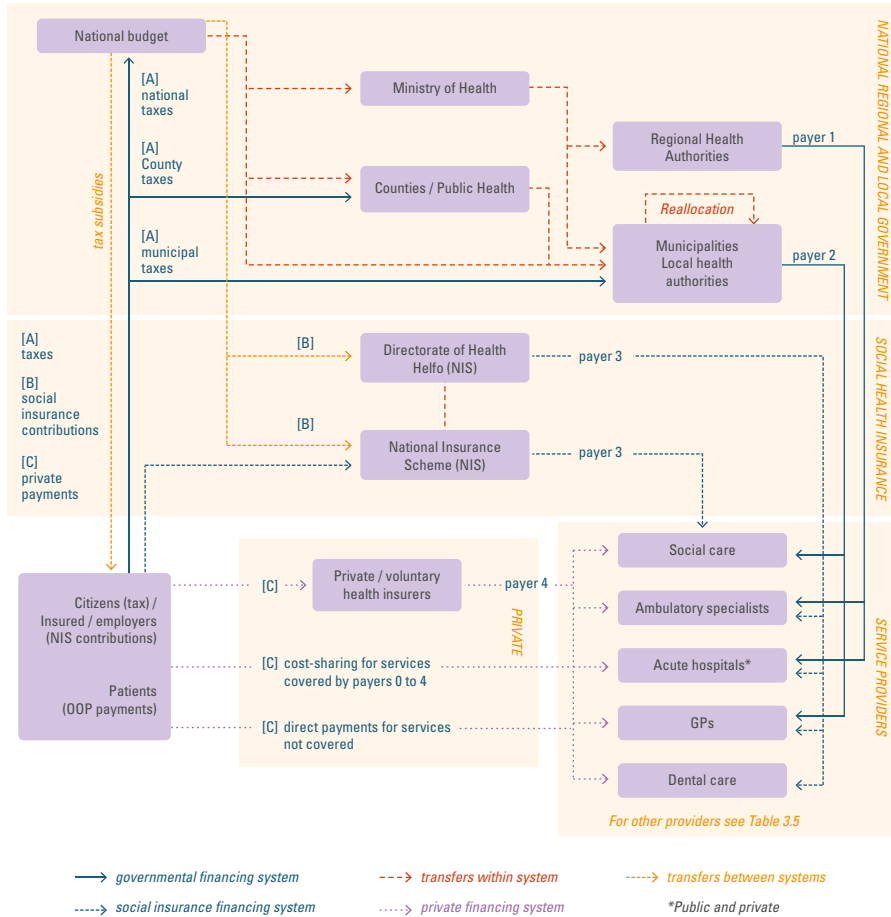 National budget
[A]
national
taxes
Ministry of Health
Regional Health
Authorities
payer 1
[A]
County
taxes
Counties / Public Health
Reallocation
tax subsidies
[A]
municipal
taxes
Municipalities
Local health
authorities
payer 2
NATIONAL REGIONAL AND LOCAL GOVERNMENT
[A]
taxes
[B]
social
insurance
contributions
[C]
private
payments
[B]
Directorate of Health
Helfo (NIS)
payer 3
[B]
National Insurance
Scheme (NIS)
payer 3
SOCIAL HEALTH INSURANCE
Citizens (tax) /
Insured / employers
(NIS contributions)
Patients
(OOP payments)
[C]
Private / voluntary
health insurers
payer 4
PRIVATE
[C] cost-sharing for services
covered by payers 0 to 4
[C] direct payments for services
not covered
Social care
Ambulatory specialists
Acute hospitals*
GPs
Dental care
SERVICE PROVIDERS
For other providers see Table 3.5
governmental financing system
transfers within system
transfers between systems
social insurance financing system
private financing system
*Public and private